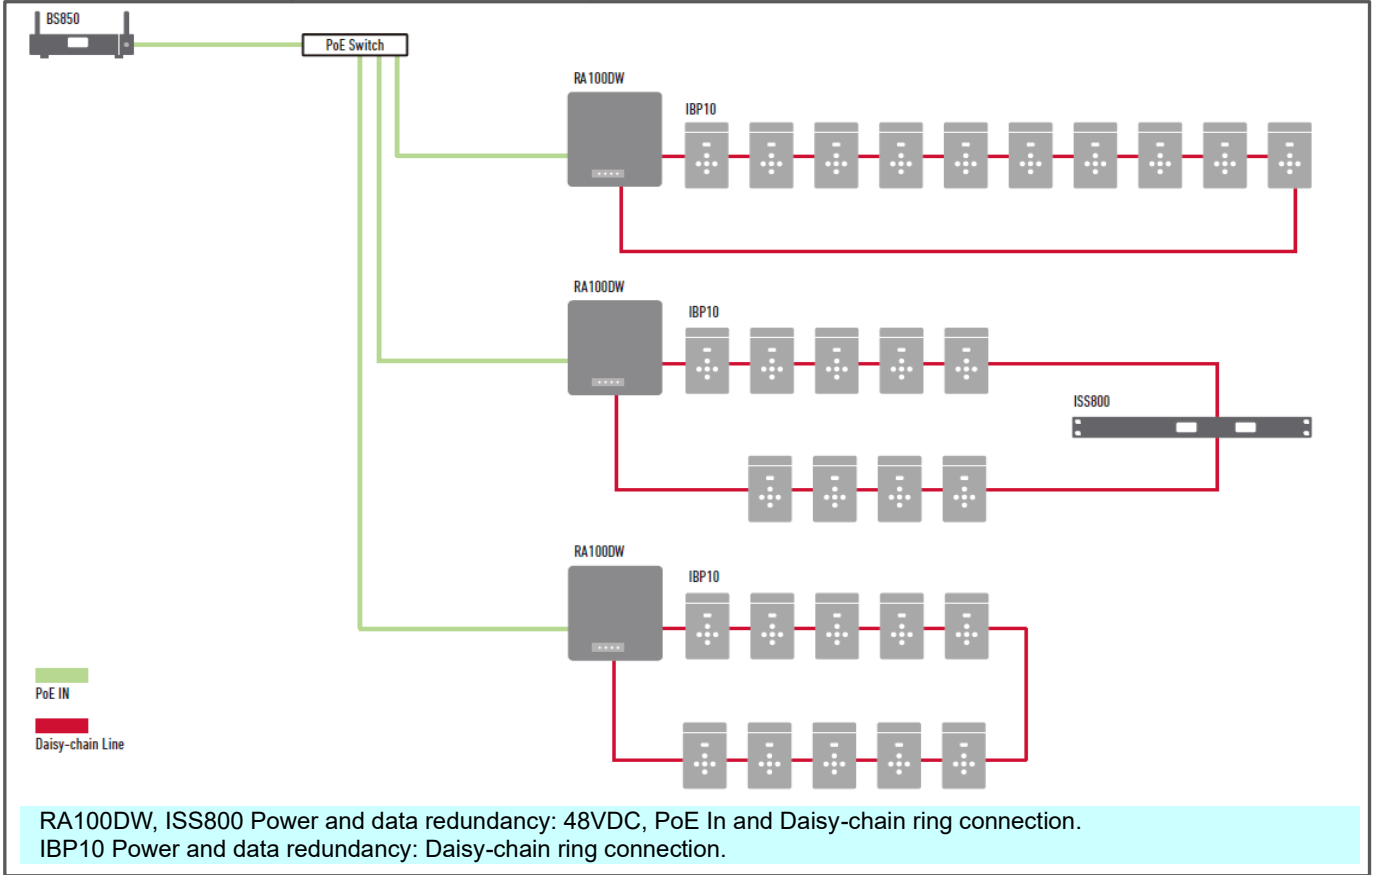 BS850
PoE Switch
RA100DW
IBP10
RA100DW
IBP10
ISS800
RA100DW
IBP10
PoE IN
Daisy-chain Line
RA100DW, ISS800 Power and data redundancy: 48VDC, PoE In and Daisy-chain ring connection.
IBP10 Power and data redundancy: Daisy-chain ring connection.